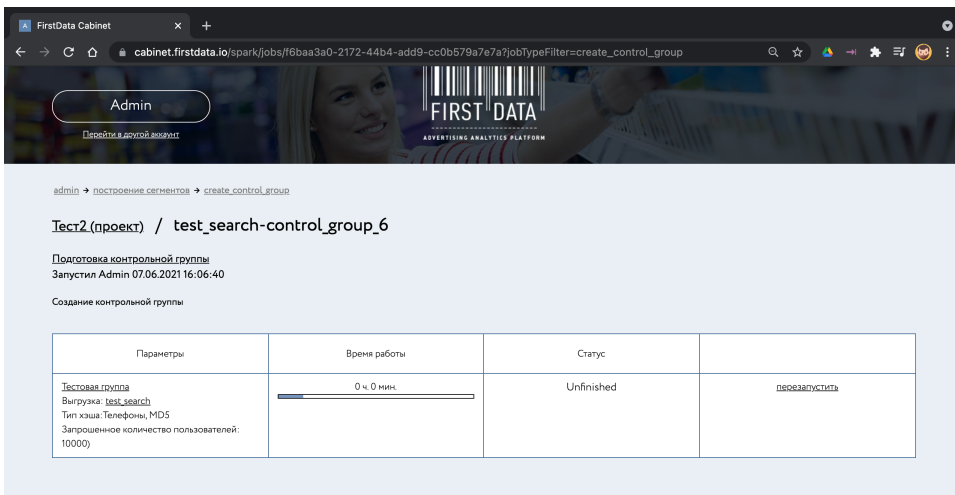 FirstData Cabinet
cabinet.firstdata.io/spark/jobs/f6baa3a0-2172-44b4-add9-cc0b579a7e7a?jobTypeFilter=create_control_group
Admin
Перейти в другой аккаунт
FIRST DATA
ADVERTISING ANALYTICS PLATFORM
admin → построение сегментов → create_control_group
Тест2 (проект) / test_search-control_group_6
Подготовка контрольной группы
Запустил Admin 07.06.2021 16:06:40
Создание контрольной группы
Параметры Время работы Статус
Тестовая группа 0 ч. 0 мин. Unfinished перезапустить
Выгрузка: test_search
Тип хэша: Телефоны, MD5
Запрошенное количество пользователей:
10000)